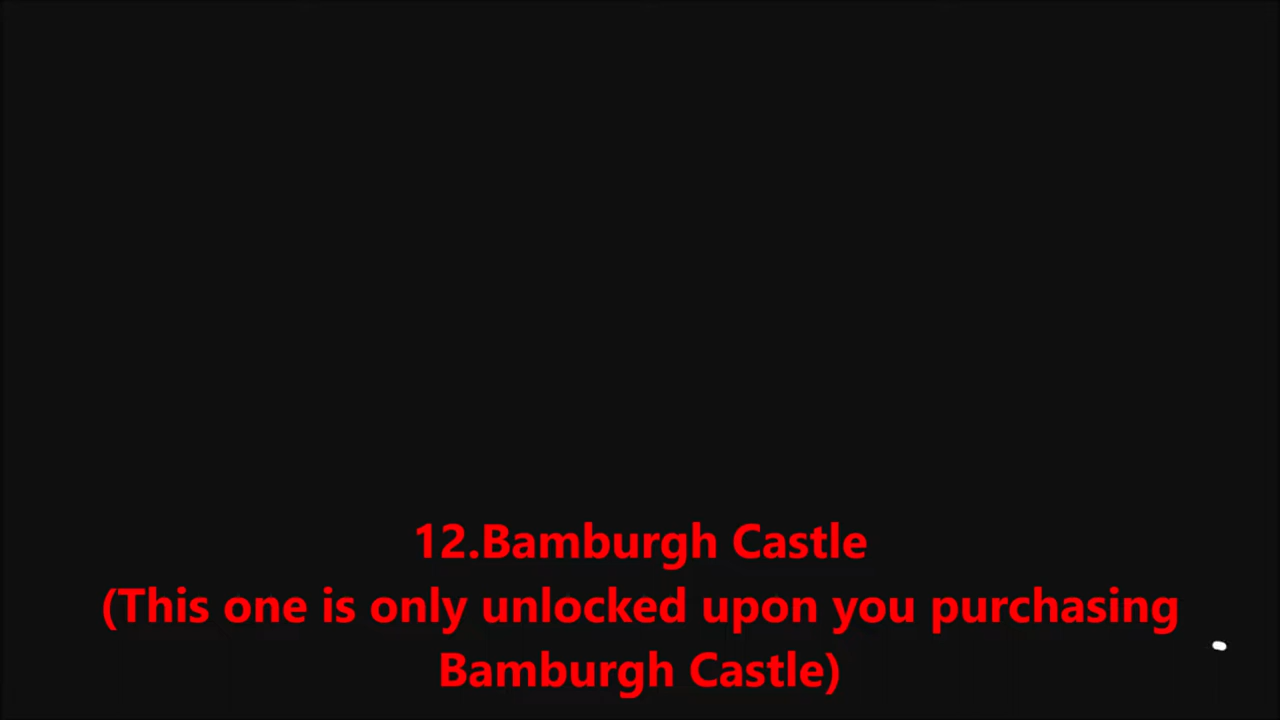 12.Bamburgh Castle
(This one is only unlocked upon you purchasing
Bamburgh Castle)